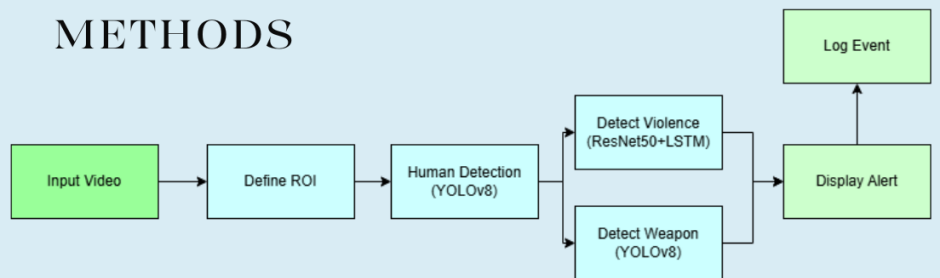 METHODS
Input Video
Define ROI
Human Detection
(YOLOv8)
Detect Violence
(ResNet50+LSTM)
Detect Weapon
(YOLOv8)
Display Alert
Log Event